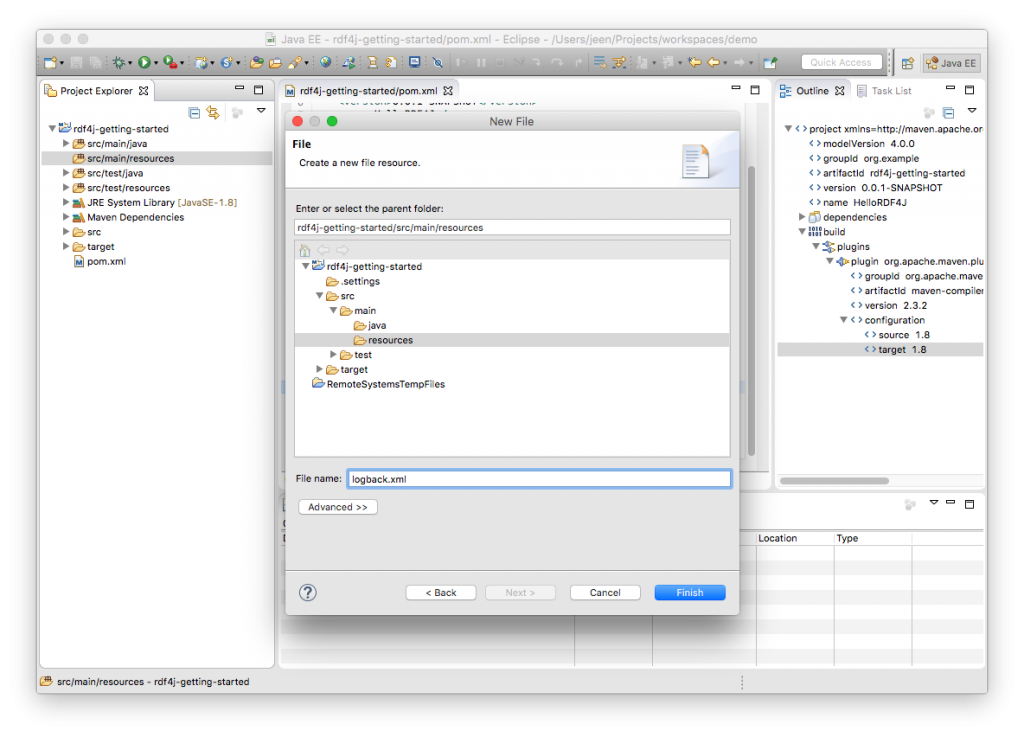 Java EE - rdf4j-getting-started/pom.xml - Eclipse - /Users/jeen/Projects/workspaces/demo
Quick Access
Java EE
Project Explorer
rdf4j-getting-started
src/main/java
src/main/resources
src/test/java
src/test/resources
JRE System Library [JavaSE-1.8]
Maven Dependencies
src
target
pom.xml
rdf4j-getting-started/pom.xml
New File
File
Create a new file resource.
Enter or select the parent folder:
rdf4j-getting-started/src/main/resources
rdf4j-getting-started
.settings
src
main
java
resources
test
target
RemoteSystemsTempFiles
File name: logback.xml
Advanced >>
?
< Back
Next >
Cancel
Finish
Outline
Task List
project xmlns=http://maven.apache.or
modelVersion 4.0.0
groupId org.example
artifactId rdf4j-getting-started
version 0.0.1-SNAPSHOT
name HelloRDF4J
dependencies
build
plugins
plugin org.apache.maven.plu
groupId org.apache.mave
artifactId maven-compiler
version 2.3.2
configuration
source 1.8
target 1.8
Location
Type
src/main/resources - rdf4j-getting-started